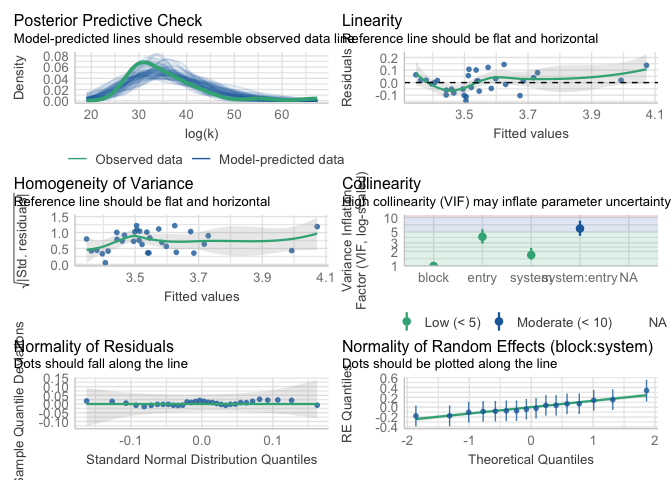 Posterior Predictive Check
Model-predicted lines should resemble observed data line
Density
0.08
0.06
0.04
0.02
0.00
20
30
40
50
60
log(k)
Observed data
Model-predicted data
Linearity
Reference line should be flat and horizontal
Residuals
0.2
0.1
0.0
-0.1
3.5
3.7
3.9
4.1
Fitted values
Homogeneity of Variance
Reference line should be flat and horizontal
√|Std. residuals|
1.5
1.0
0.5
0.0
3.5
3.7
3.9
4.1
Fitted values
Collinearity
High collinearity (VIF) may inflate parameter uncertainty
Variance Inflation
Factor (VIF, log-scaled)
10
5
3
2
1
block
entry
system
system:entry
NA
Low (< 5)
Moderate (< 10)
NA
Normality of Residuals
Dots should fall along the line
Sample Quantile Deviations
0.15
0.10
0.05
0.00
-0.05
-0.10
-0.1
0.0
0.1
Standard Normal Distribution Quantiles
Normality of Random Effects (block:system)
Dots should be plotted along the line
RE Quantiles
0.6
0.4
0.2
0.0
-0.2
-0.4
-2
-1
0
1
2
Theoretical Quantiles